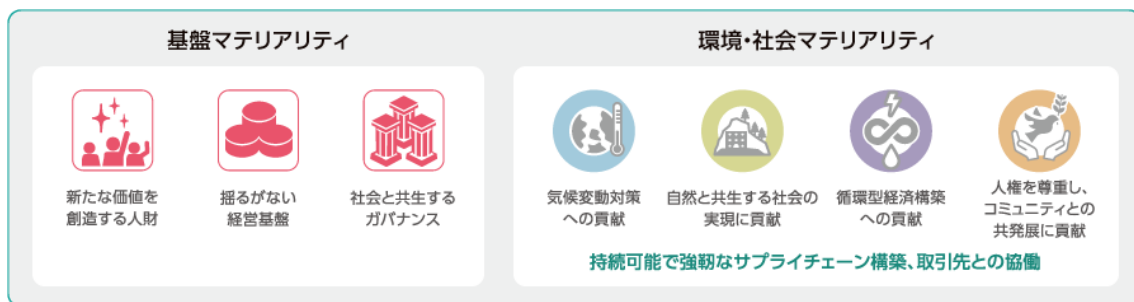 基盤マテリアリティ
新たな価値を
創造する人財
揺るがない
経営基盤
社会と共生する
ガバナンス
環境・社会マテリアリティ
気候変動対策
への貢献
自然と共生する社会の
実現に貢献
循環型経済構築
への貢献
人権を尊重し、
コミュニティとの
共発展に貢献
持続可能で強靭なサプライチェーン構築、取引先との協働